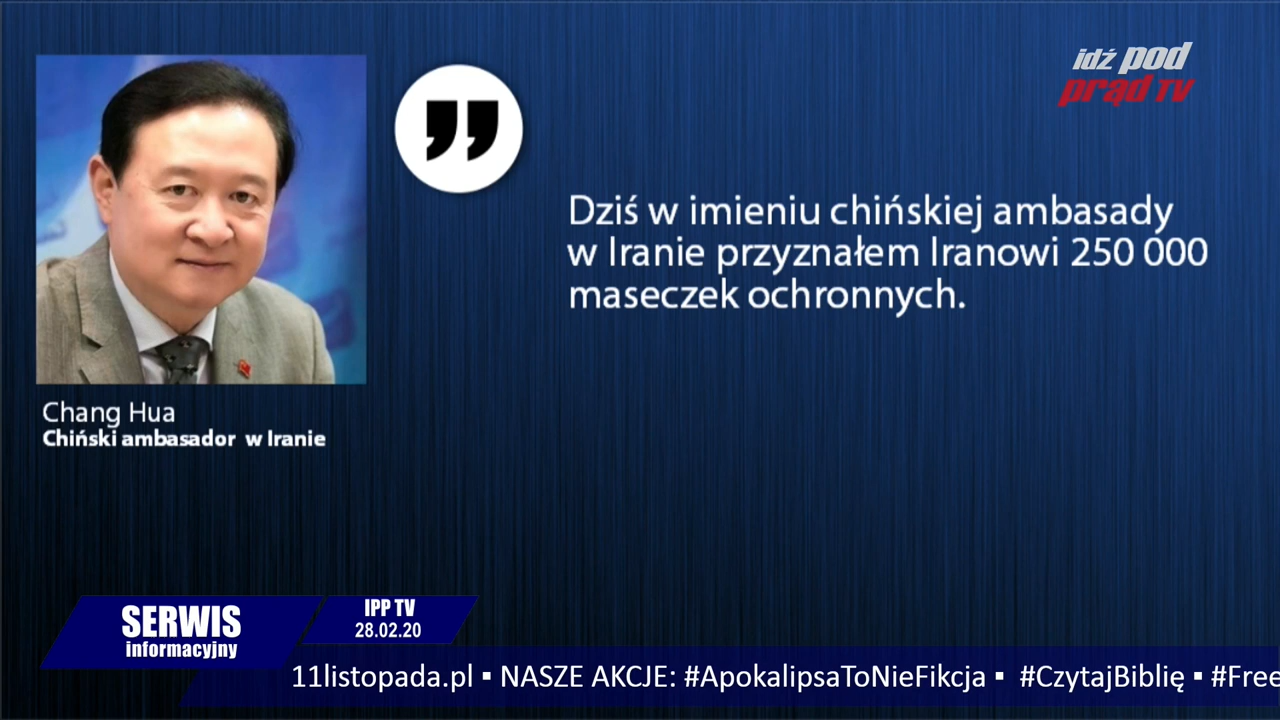 idź pod
prąd TV
Dziś w imieniu chińskiej ambasady
w Iranie przyznałem Iranowi 250 000
maseczek ochronnych.
Chang Hua
Chiński ambasador w Iranie
SERWIS
informacyjny
IPP TV
28.02.20
11listopada.pl ▪ NASZE AKCJE: #ApokalipsaToNieFikcja ▪ #CzytajBiblię ▪ #Free